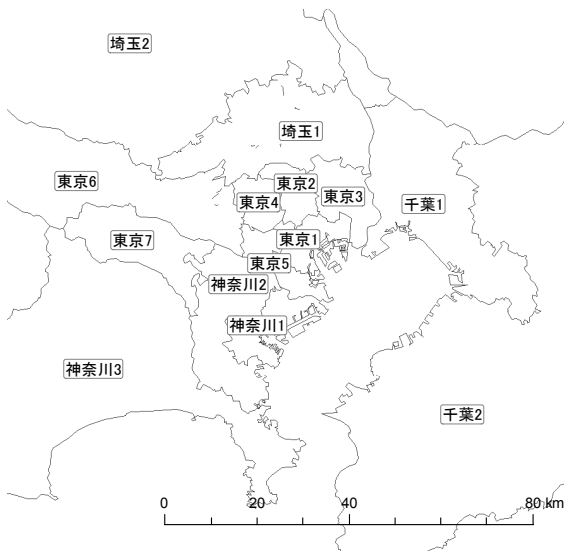 埼玉2
埼玉1
東京6
東京2
東京4
東京3
千葉1
東京7
東京1
東京5
神奈川2
神奈川1
神奈川3
千葉2
0 20 40 80 km